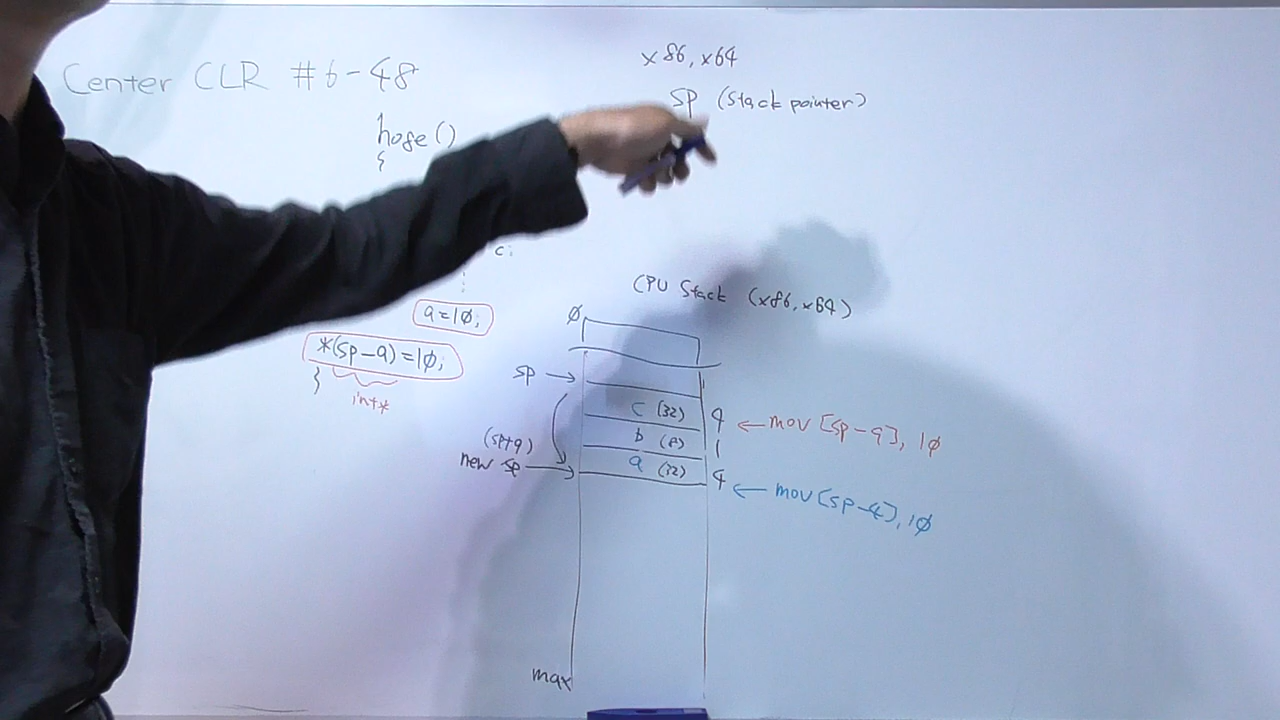 Center CLR #6-48
x86, x64
SP (Stack pointer)
hoge()
{
c;
a=10;
*(sp-9)=10;
int*
}
CPU Stack (x86, x64)
0
sp →
c (32) 4 ← mov [sp-9], 10
b (8) 1
a (32) 4 ← mov [sp-4], 10
(sp+9)
new sp →
max